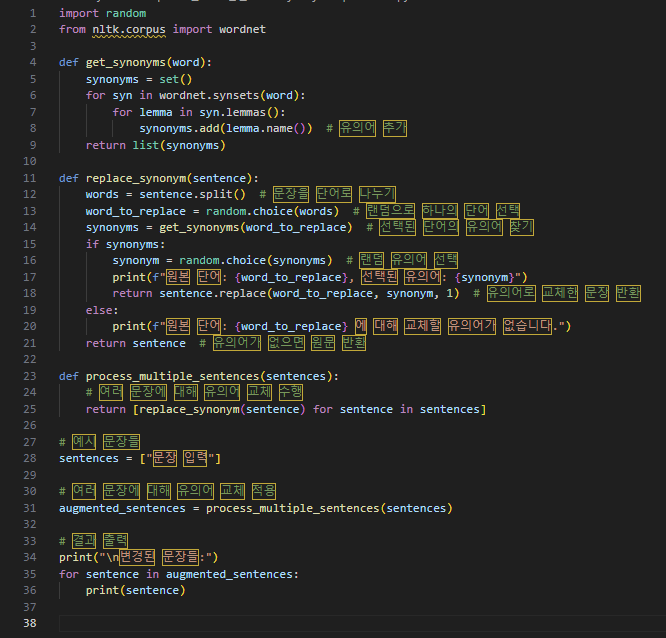 1 import random
2 from nltk.corpus import wordnet
3
4 def get_synonyms(word):
5     synonyms = set()
6     for syn in wordnet.synsets(word):
7         for lemma in syn.lemmas():
8             synonyms.add(lemma.name())  # 유의어 추가
9     return list(synonyms)
10
11 def replace_synonym(sentence):
12     words = sentence.split()  # 문장을 단어로 나누기
13     word_to_replace = random.choice(words)  # 랜덤으로 하나의 단어 선택
14     synonyms = get_synonyms(word_to_replace)  # 선택된 단어의 유의어 찾기
15     if synonyms:
16         synonym = random.choice(synonyms)  # 랜덤 유의어 선택
17         print(f"원본 단어: {word_to_replace}, 선택된 유의어: {synonym}")
18         return sentence.replace(word_to_replace, synonym, 1)  # 유의어로 교체한 문장 반환
19     else:
20         print(f"원본 단어: {word_to_replace} 에 대해 교체할 유의어가 없습니다.")
21     return sentence  # 유의어가 없으면 원문 반환
22
23 def process_multiple_sentences(sentences):
24     # 여러 문장에 대해 유의어 교체 수행
25     return [replace_synonym(sentence) for sentence in sentences]
26
27 # 예시 문장들
28 sentences = ["문장 입력"]
29
30 # 여러 문장에 대해 유의어 교체 적용
31 augmented_sentences = process_multiple_sentences(sentences)
32
33 # 결과 출력
34 print("\n변경된 문장들:")
35 for sentence in augmented_sentences:
36     print(sentence)
37
38